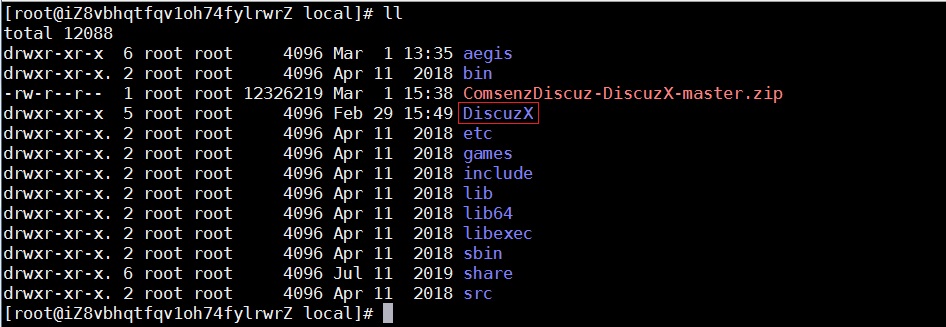 [root@iZ8vbhqtfqv1oh74fylrwrZ local]# ll
total 12088
drwxr-xr-x  6 root root     4096 Mar  1 13:35 aegis
drwxr-xr-x. 2 root root     4096 Apr 11  2018 bin
-rw-r--r--  1 root root 12326219 Mar  1 15:38 ComsenzDiscuz-DiscuzX-master.zip
drwxr-xr-x  5 root root     4096 Feb 29 15:49 DiscuzX
drwxr-xr-x. 2 root root     4096 Apr 11  2018 etc
drwxr-xr-x. 2 root root     4096 Apr 11  2018 games
drwxr-xr-x. 2 root root     4096 Apr 11  2018 include
drwxr-xr-x. 2 root root     4096 Apr 11  2018 lib
drwxr-xr-x. 2 root root     4096 Apr 11  2018 lib64
drwxr-xr-x. 2 root root     4096 Apr 11  2018 libexec
drwxr-xr-x. 2 root root     4096 Apr 11  2018 sbin
drwxr-xr-x. 6 root root     4096 Jul 11  2019 share
drwxr-xr-x. 2 root root     4096 Apr 11  2018 src
[root@iZ8vbhqtfqv1oh74fylrwrZ local]#